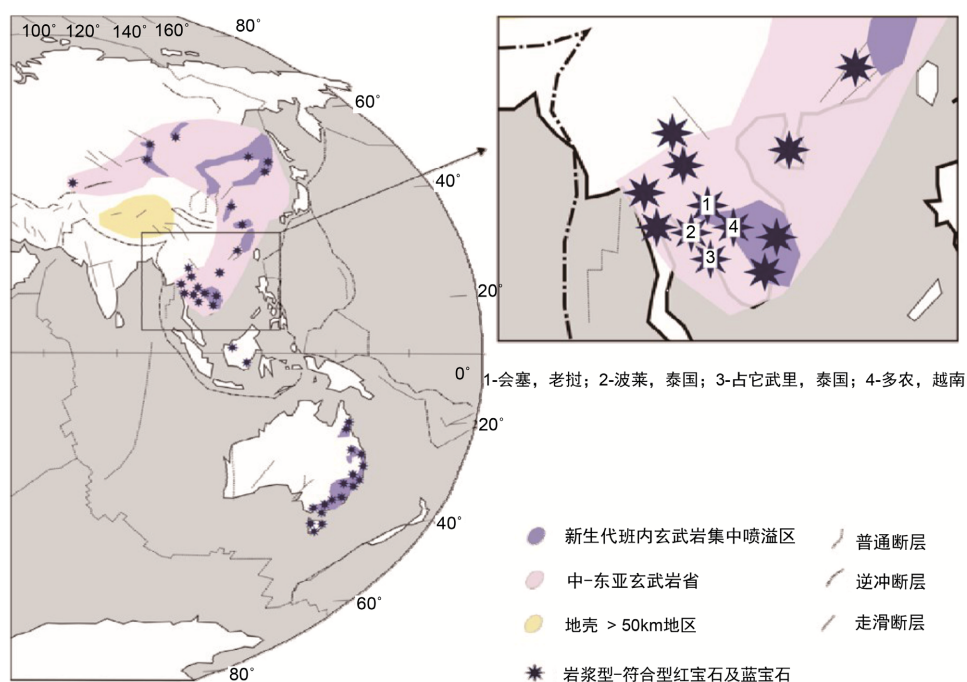 100° 120° 140° 160°
80°
60°
40°
20°
0°
20°
40°
60°
80°
1
2
4
3
1-会塞，老挝；2-波莱，泰国；3-占它武里，泰国；4-多农，越南
新生代班内玄武岩集中喷溢区
普通断层
中-东亚玄武岩省
逆冲断层
地壳 > 50km地区
走滑断层
岩浆型-符合型红宝石及蓝宝石